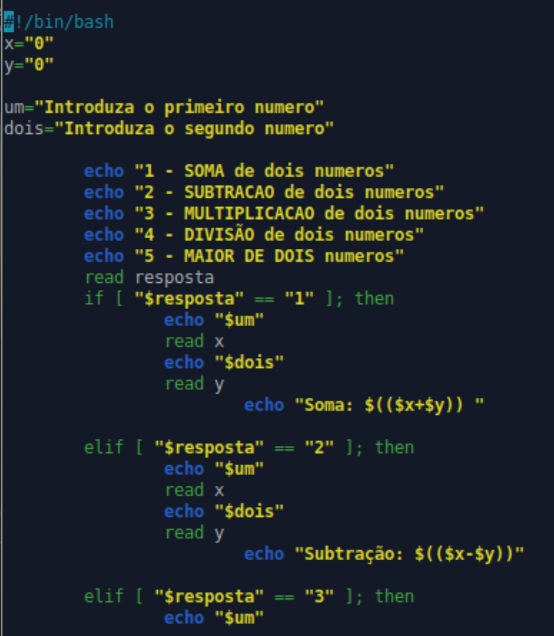 #!/bin/bash
x="0"
y="0"
um="Introduza o primeiro numero"
dois="Introduza o segundo numero"
echo "1 - SOMA de dois numeros"
echo "2 - SUBTRACAO de dois numeros"
echo "3 - MULTIPLICACAO de dois numeros"
echo "4 - DIVISÃO de dois numeros"
echo "5 - MAIOR DE DOIS numeros"
read resposta
if [ "$resposta" == "1" ]; then
echo "$um"
read x
echo "$dois"
read y
echo "Soma: $(($x+$y)) "
elif [ "$resposta" == "2" ]; then
echo "$um"
read x
echo "$dois"
read y
echo "Subtração: $(($x-$y))"
elif [ "$resposta" == "3" ]; then
echo "$um"